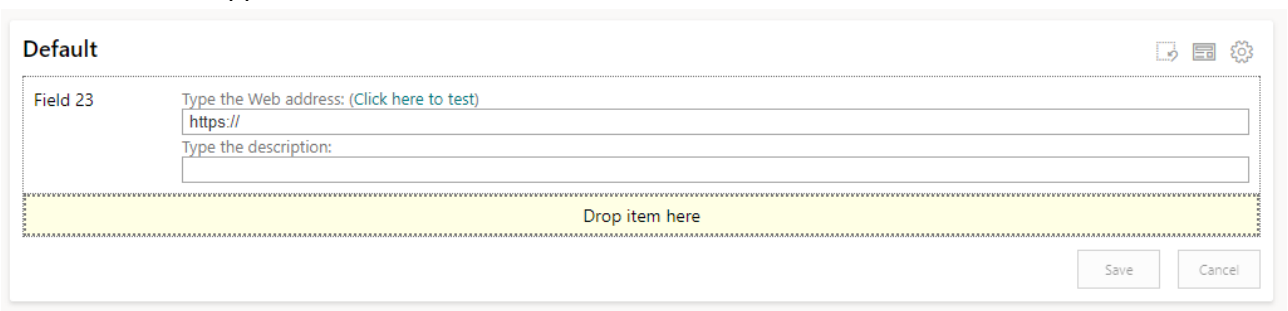 Default
Field 23
Type the Web address: (Click here to test)
https://
Type the description:
Drop item here
Save Cancel